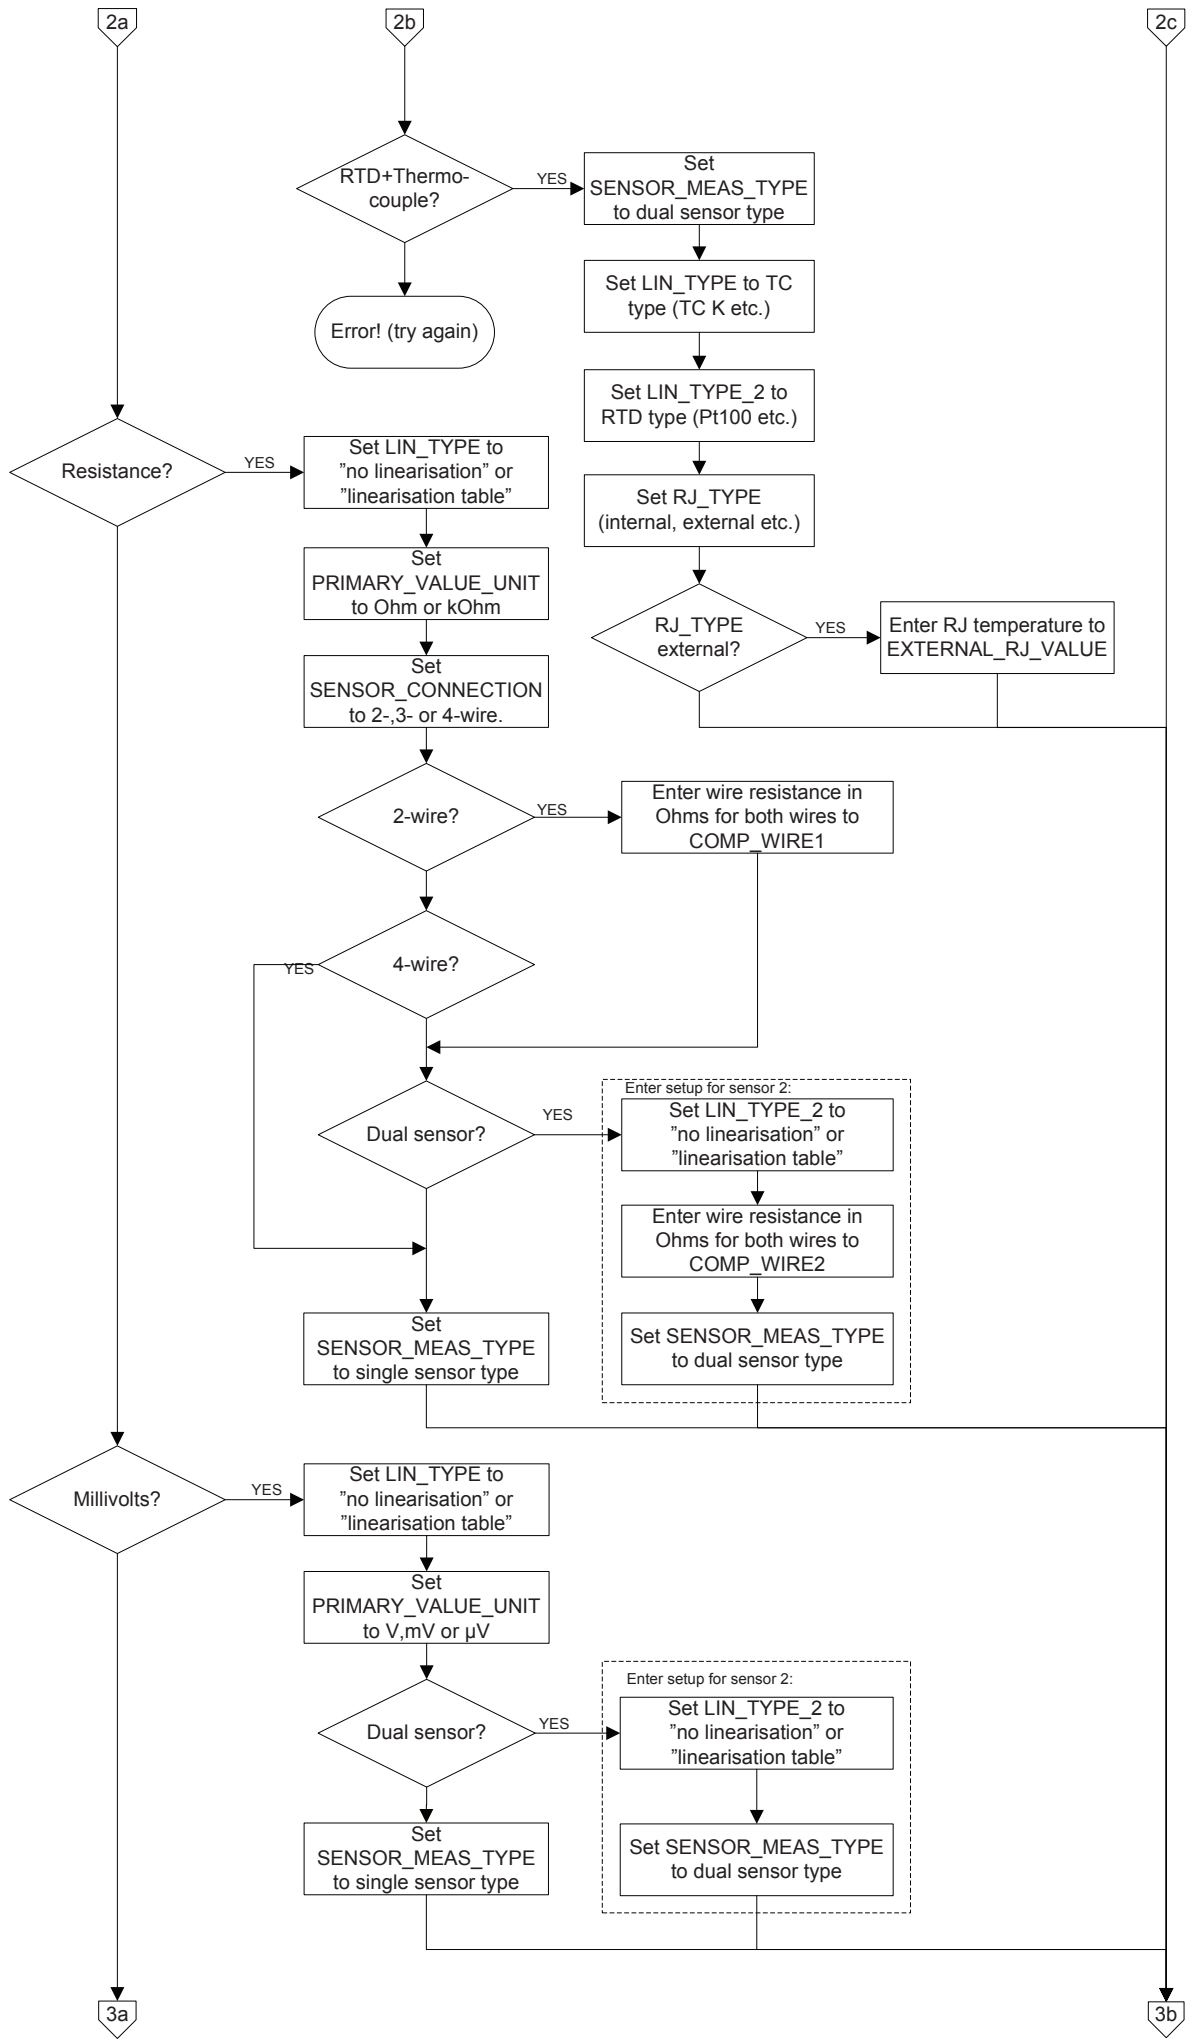 2a
2b
2c
RTD+Thermo-
couple?
YES
Set
SENSOR_MEAS_TYPE
to dual sensor type
Error! (try again)
Set LIN_TYPE to TC
type (TC K etc.)
Set LIN_TYPE_2 to
RTD type (Pt100 etc.)
Set RJ_TYPE
(internal, external etc.)
RJ_TYPE
external?
YES
Enter RJ temperature to
EXTERNAL_RJ_VALUE
Resistance?
YES
Set LIN_TYPE to
”no linearisation” or
”linearisation table”
Set
PRIMARY_VALUE_UNIT
to Ohm or kOhm
Set
SENSOR_CONNECTION
to 2-,3- or 4-wire.
2-wire?
YES
Enter wire resistance in
Ohms for both wires to
COMP_WIRE1
4-wire?
YES
Dual sensor?
YES
Enter setup for sensor 2:
Set LIN_TYPE_2 to
”no linearisation” or
”linearisation table”
Enter wire resistance in
Ohms for both wires to
COMP_WIRE2
Set SENSOR_MEAS_TYPE
to dual sensor type
Set
SENSOR_MEAS_TYPE
to single sensor type
Millivolts?
YES
Set LIN_TYPE to
”no linearisation” or
”linearisation table”
Set
PRIMARY_VALUE_UNIT
to V,mV or µV
Dual sensor?
YES
Enter setup for sensor 2:
Set LIN_TYPE_2 to
”no linearisation” or
”linearisation table”
Set SENSOR_MEAS_TYPE
to dual sensor type
Set
SENSOR_MEAS_TYPE
to single sensor type
3a
3b